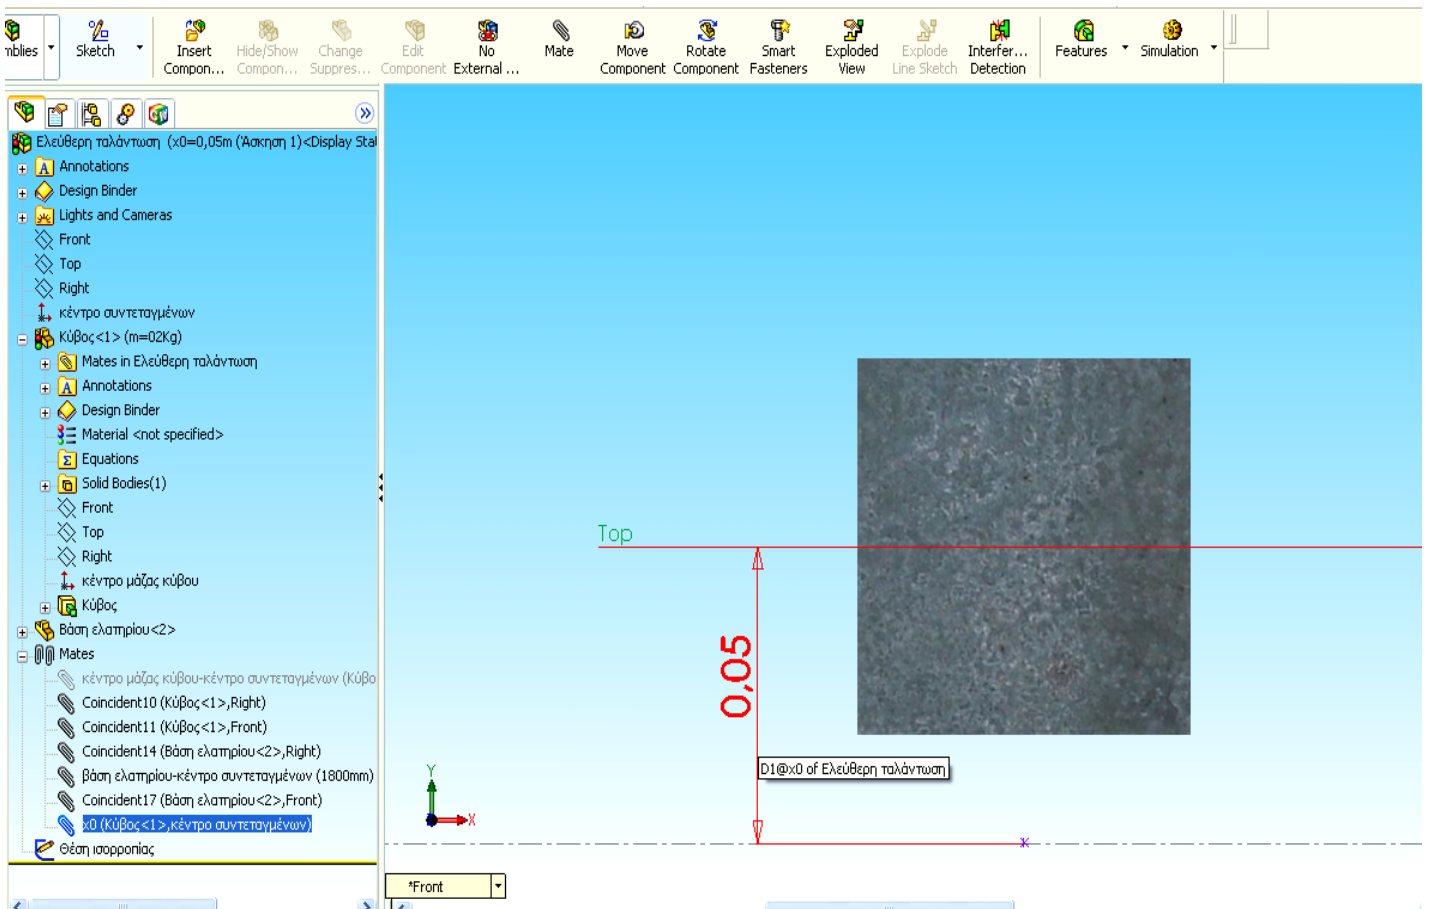 mblies
Sketch
Insert
Compon...
Hide/Show
Compon...
Change
Suppres...
Edit
Component
No
External ...
Mate
Move
Component
Rotate
Component
Smart
Fasteners
Exploded
View
Explode
Line Sketch
Interfer...
Detection
Features
Simulation
Ελεύθερη ταλάντωση (x0=0,05m (Άσκηση 1)<Display Sta
Annotations
Design Binder
Lights and Cameras
Front
Top
Right
κέντρο συντεταγμένων
Κύβος<1> (m=02Kg)
Mates in Ελεύθερη ταλάντωση
Annotations
Design Binder
Material <not specified>
Equations
Solid Bodies(1)
Front
Top
Right
κέντρο μάζας κύβου
Κύβος
Βάση ελατηρίου<2>
Mates
κέντρο μάζας κύβου-κέντρο συντεταγμένων (Κύβο
Coincident10 (Κύβος<1>,Right)
Coincident11 (Κύβος<1>,Front)
Coincident14 (Βάση ελατηρίου<2>,Right)
βάση ελατηρίου-κέντρο συντεταγμένων (1800mm)
Coincident17 (Βάση ελατηρίου<2>,Front)
x0 (Κύβος<1>,κέντρο συντεταγμένων)
Θέση ισορροπίας
Top
0,05
D1@x0 of Ελεύθερη ταλάντωση
Y
X
*Front